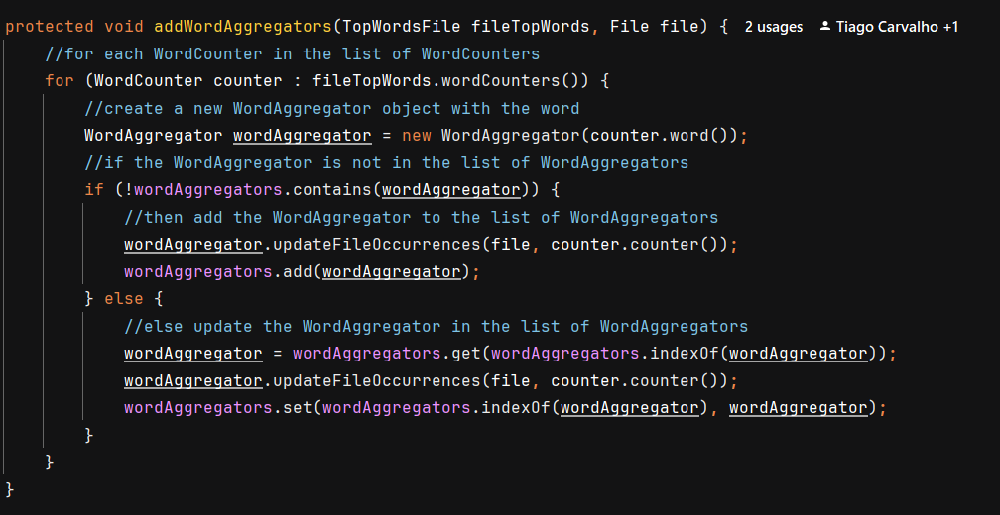 protected void addWordAggregators(TopWordsFile fileTopWords, File file) { 2 usages Tiago Carvalho +1
//for each WordCounter in the list of WordCounters
for (WordCounter counter : fileTopWords.wordCounters()) {
//create a new WordAggregator object with the word
WordAggregator wordAggregator = new WordAggregator(counter.word());
//if the WordAggregator is not in the list of WordAggregators
if (!wordAggregators.contains(wordAggregator)) {
//then add the WordAggregator to the list of WordAggregators
wordAggregator.updateFileOccurrences(file, counter.counter());
wordAggregators.add(wordAggregator);
} else {
//else update the WordAggregator in the list of WordAggregators
wordAggregator = wordAggregators.get(wordAggregators.indexOf(wordAggregator));
wordAggregator.updateFileOccurrences(file, counter.counter());
wordAggregators.set(wordAggregators.indexOf(wordAggregator), wordAggregator);
}
}
}